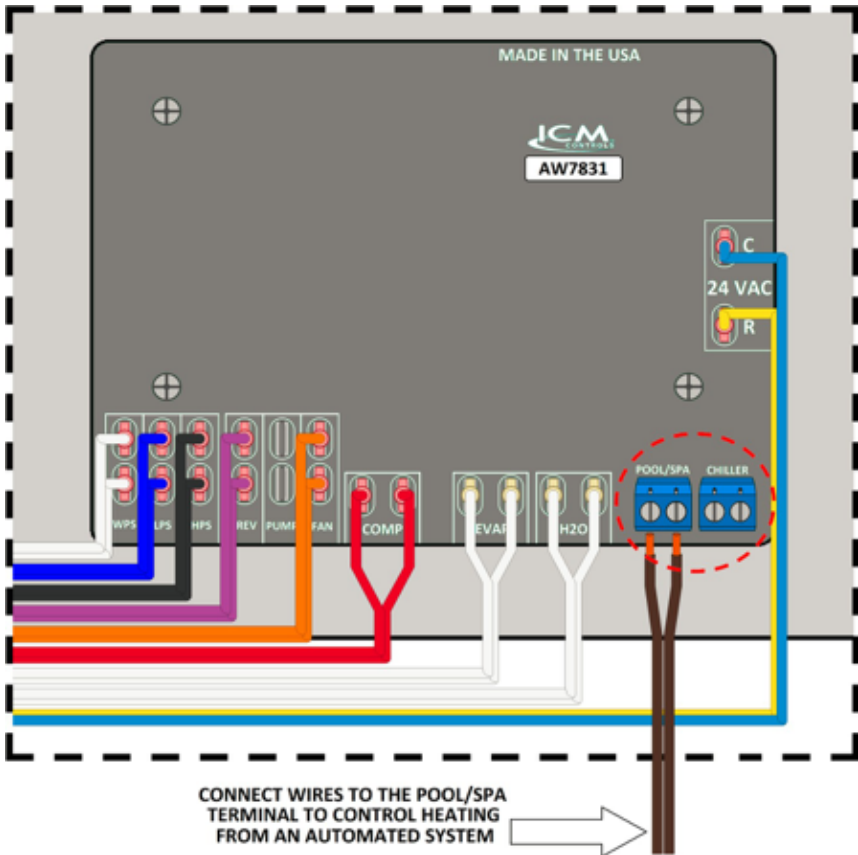 MADE IN THE USA
ICM
CONTROLS
AW7831
C
24 VAC
R
POOL/SPA
CHILLER
WPS
LPS
HPS
REV
PUMP
FAN
COMP
EVAP
H2O
CONNECT WIRES TO THE POOL/SPA
TERMINAL TO CONTROL HEATING
FROM AN AUTOMATED SYSTEM